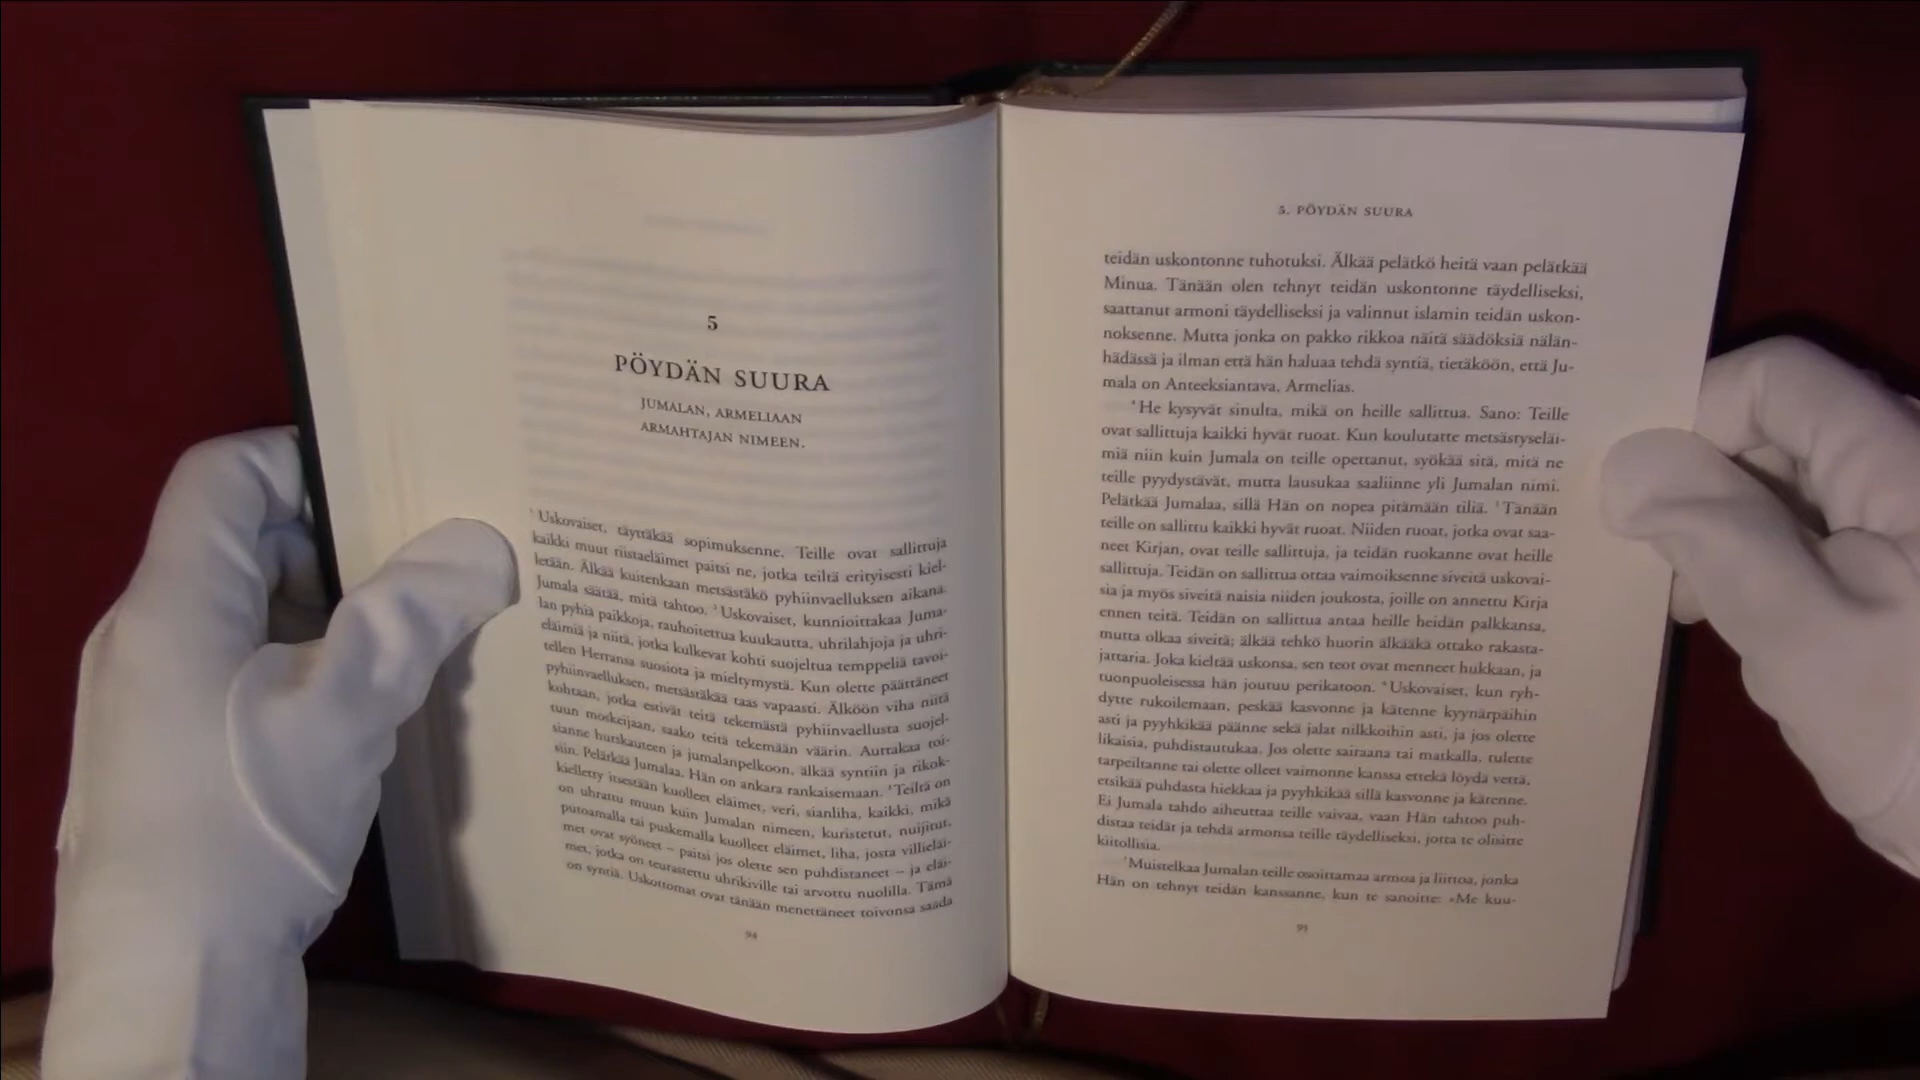 5
PÖYDÄN SUURA
JUMALAN, ARMELIAAN
ARMAHTAJAN NIMEEN.
¹ Uskovaiset, täyttäkää sopimuksenne. Teille ovat sallittuja
kaikki muut riistaeläimet paitsi ne, jotka teiltä erityisesti kiel-
letään. Älkää kuitenkaan metsästäkö pyhiinvaelluksen aikana.
Jumala säätää, mitä tahtoo. ² Uskovaiset, kunnioittakaa Juma-
lan pyhiä paikkoja, rauhoitettua kuukautta, uhrilahjoja ja uhri-
eläimiä ja niitä, jotka kulkevat kohti suojeltua temppeliä tavoi-
tellen Herransa suosiota ja mieltymystä. Kun olette päättäneet
pyhiinvaelluksen, metsästäkää taas vapaasti. Älköön viha niitä
kohtaan, jotka estivät teitä tekemästä pyhiinvaellusta suojel-
tuun moskeijaan, saako teitä tekemään väärin. Auttakaa toi-
sianne hurskauteen ja jumalanpelkoon, älkää syntiin ja rikok-
siin. Pelätkää Jumalaa. Hän on ankara rankaisemaan. ³ Teiltä on
kielletty itsestään kuolleet eläimet, veri, sianliha, kaikki, mikä
on uhrattu muun kuin Jumalan nimeen, kuristetut, nuijitut,
putoamalla tai puskemalla kuolleet eläimet, liha, josta villieläi-
met ovat syöneet – paitsi jos olette sen puhdistaneet – ja eläi-
met, jotka on teurastettu uhrikiville tai arvottu nuolilla. Tämä
on syntiä. Uskottomat ovat tänään menettäneet toivonsa saada
94
5. PÖYDÄN SUURA
teidän uskontonne tuhotuksi. Älkää pelätkö heitä vaan pelätkää
Minua. Tänään olen tehnyt teidän uskontonne täydelliseksi,
saattanut armoni täydelliseksi ja valinnut islamin teidän uskon-
noksenne. Mutta jonka on pakko rikkoa näitä säädöksiä nälän-
hädässä ja ilman että hän haluaa tehdä syntiä, tietäköön, että Ju-
mala on Anteeksiantava, Armelias.
⁴ He kysyvät sinulta, mikä on heille sallittua. Sano: Teille
ovat sallittuja kaikki hyvät ruoat. Kun koulutatte metsästyseläi-
miä niin kuin Jumala on teille opettanut, syökää sitä, mitä ne
teille pyydystävät, mutta lausukaa saaliinne yli Jumalan nimi.
Pelätkää Jumalaa, sillä Hän on nopea pitämään tiliä. ⁵ Tänään
teille on sallittu kaikki hyvät ruoat. Niiden ruoat, jotka ovat saa-
neet Kirjan, ovat teille sallittuja, ja teidän ruokanne ovat heille
sallittuja. Teidän on sallittua ottaa vaimoiksenne siveitä uskovai-
sia ja myös siveitä naisia niiden joukosta, joille on annettu Kirja
ennen teitä. Teidän on sallittua antaa heille heidän palkkansa,
mutta olkaa siveitä; älkää tehkö huorin älkääkä ottako rakasta-
jattaria. Joka kieltää uskonsa, sen teot ovat menneet hukkaan, ja
tuonpuoleisessa hän joutuu perikatoon. ⁶ Uskovaiset, kun ryh-
dytte rukoilemaan, peskää kasvonne ja kätenne kyynärpäihin
asti ja pyyhkikää päänne sekä jalat nilkkoihin asti, ja jos olette
likaisia, puhdistautukaa. Jos olette sairaana tai matkalla, tulette
tarpeiltanne tai olette olleet vaimonne kanssa ettekä löydä vettä,
etsikää puhdasta hiekkaa ja pyyhkikää sillä kasvonne ja kätenne.
Ei Jumala tahdo aiheuttaa teille vaivaa, vaan Hän tahtoo puh-
distaa teidät ja tehdä armonsa teille täydelliseksi, jotta te olisitte
kiitollisia.
⁷ Muistelkaa Jumalan teille osoittamaa armoa ja liittoa, jonka
Hän on tehnyt teidän kanssanne, kun te sanoitte: »Me kuu-
95